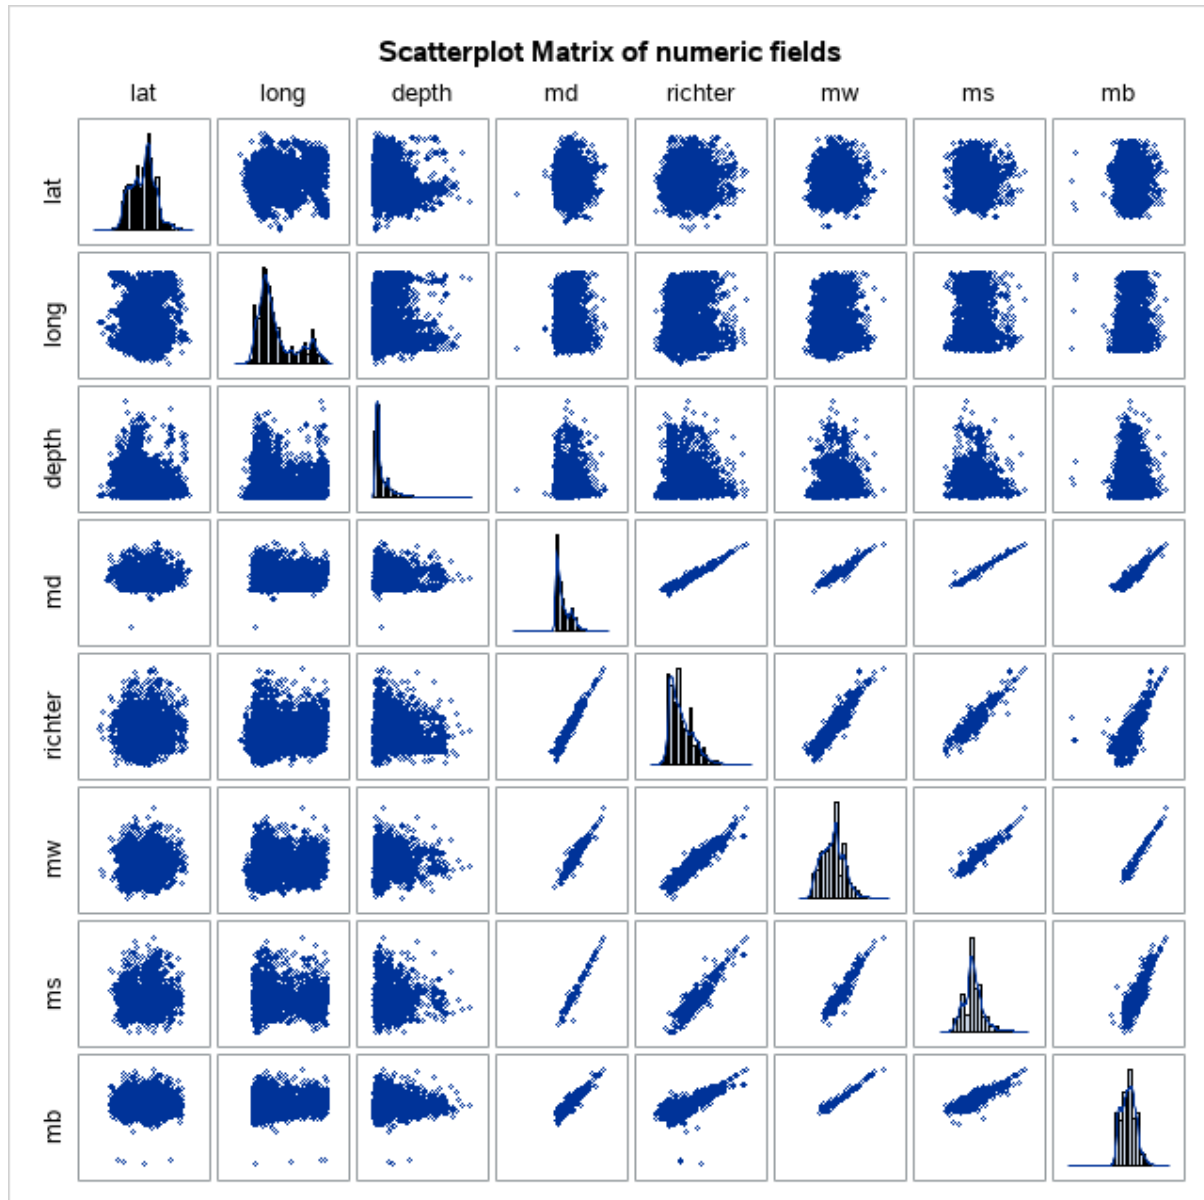 Scatterplot Matrix of numeric fields
lat long depth md richter mw ms mb
lat
long
depth
md
richter
mw
ms
mb